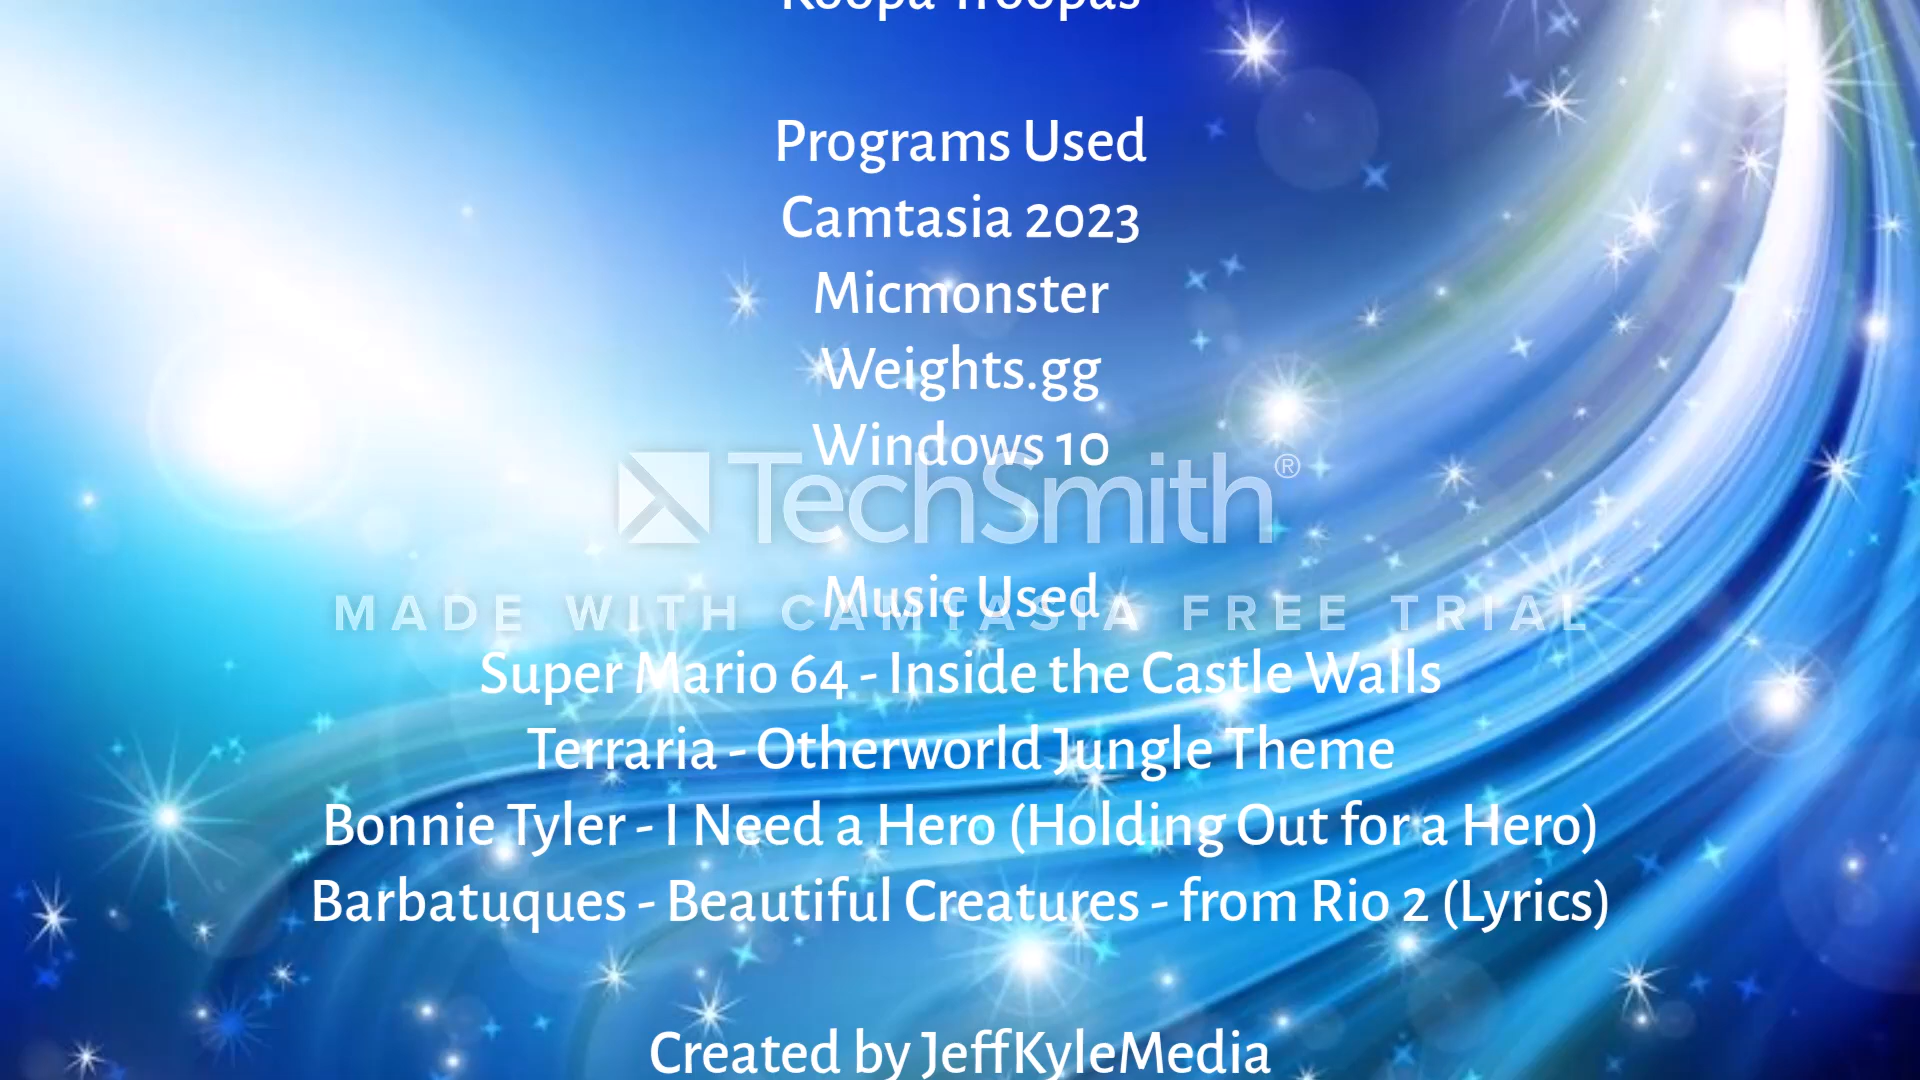 Koopa Troopas
Programs Used
Camtasia 2023
Micmonster
Weights.gg
Windows 10
TechSmith®
Music Used
MADE WITH CAMTASIA FREE TRIAL
Super Mario 64 - Inside the Castle Walls
Terraria - Otherworld Jungle Theme
Bonnie Tyler - I Need a Hero (Holding Out for a Hero)
Barbatuques - Beautiful Creatures - from Rio 2 (Lyrics)
Created by JeffKyleMedia